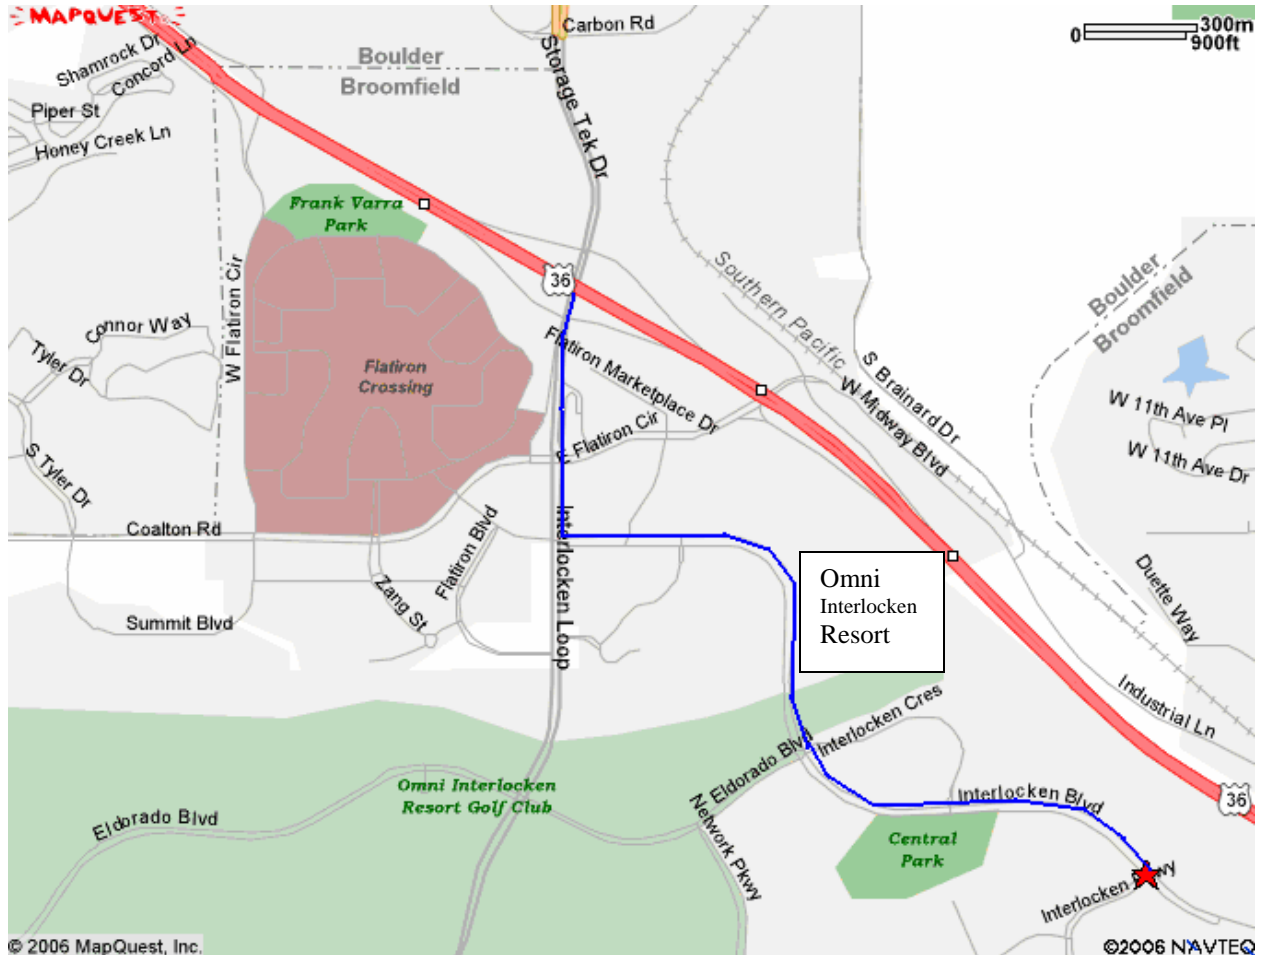 MAPQUEST
Carbon Rd
300m
0
900ft
Shamrock Dr
Concord Ln
Boulder
Broomfield
Storage Tek Dr
Piper St
Honey Creek Ln
Frank Varra
Park
36
Southern Pacific
Boulder
Broomfield
W Flatiron Cir
Connor Way
Tyler Dr
Flatiron
Crossing
Flatiron Marketplace Dr
S Brainard Dr
W Midway Blvd
W 11th Ave Pl
W 11th Ave Dr
Flatiron Cir
S Tyler Dr
Coalton Rd
Flatiron Blvd
Interlocken Loop
Zang St
Summit Blvd
Omni
Interlocken
Resort
Duette Way
Industrial Ln
Interlocken Cres
Eldorado Blvd
Omni Interlocken
Resort Golf Club
Eldorado Blvd
Network Pkwy
Interlocken Blvd
36
Central
Park
Interlocken Pkwy
© 2006 MapQuest, Inc.
©2006 NAVTEQ